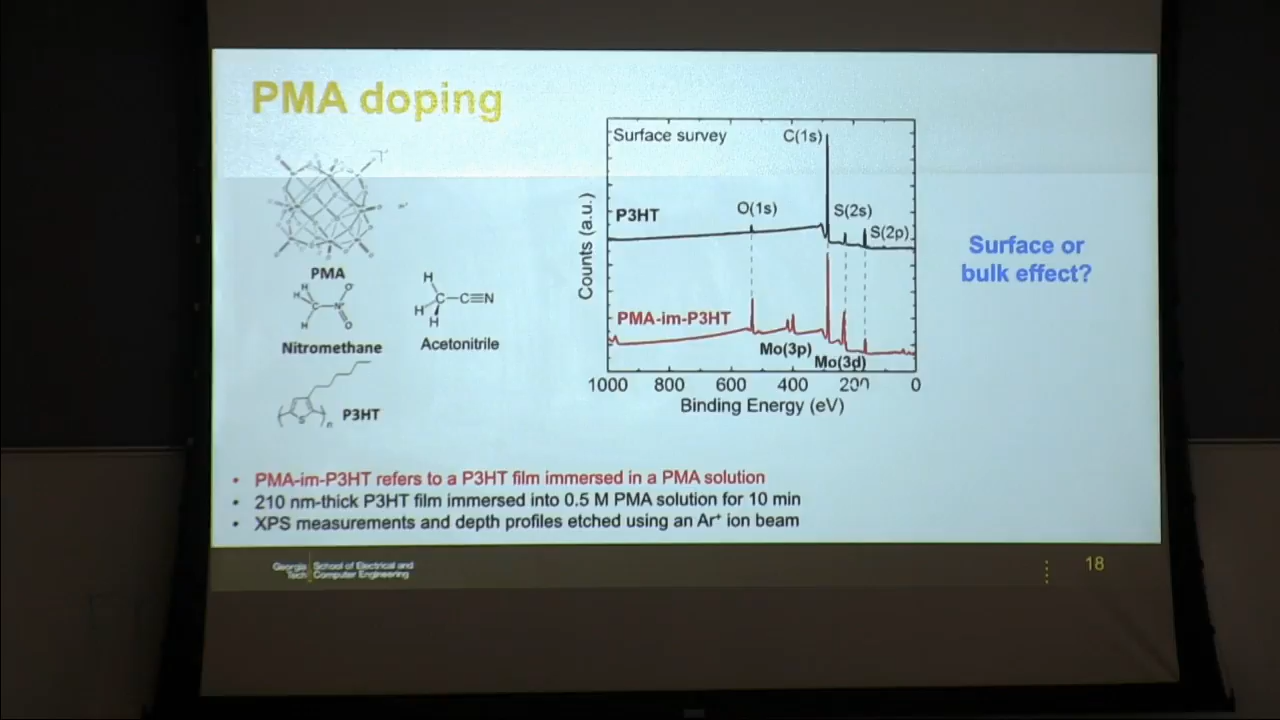 PMA doping
PMA
H
H
H
C
N⁺
O⁻
O
Nitromethane
H
H
H
C—C≡N
Acetonitrile
S
n
P3HT
Surface survey
C(1s)
O(1s)
S(2s)
S(2p)
P3HT
PMA-im-P3HT
Mo(3p)
Mo(3d)
Counts (a.u.)
1000 800 600 400 200 0
Binding Energy (eV)
Surface or
bulk effect?
• PMA-im-P3HT refers to a P3HT film immersed in a PMA solution
• 210 nm-thick P3HT film immersed into 0.5 M PMA solution for 10 min
• XPS measurements and depth profiles etched using an Ar⁺ ion beam
Georgia
Tech
School of Electrical and
Computer Engineering
18